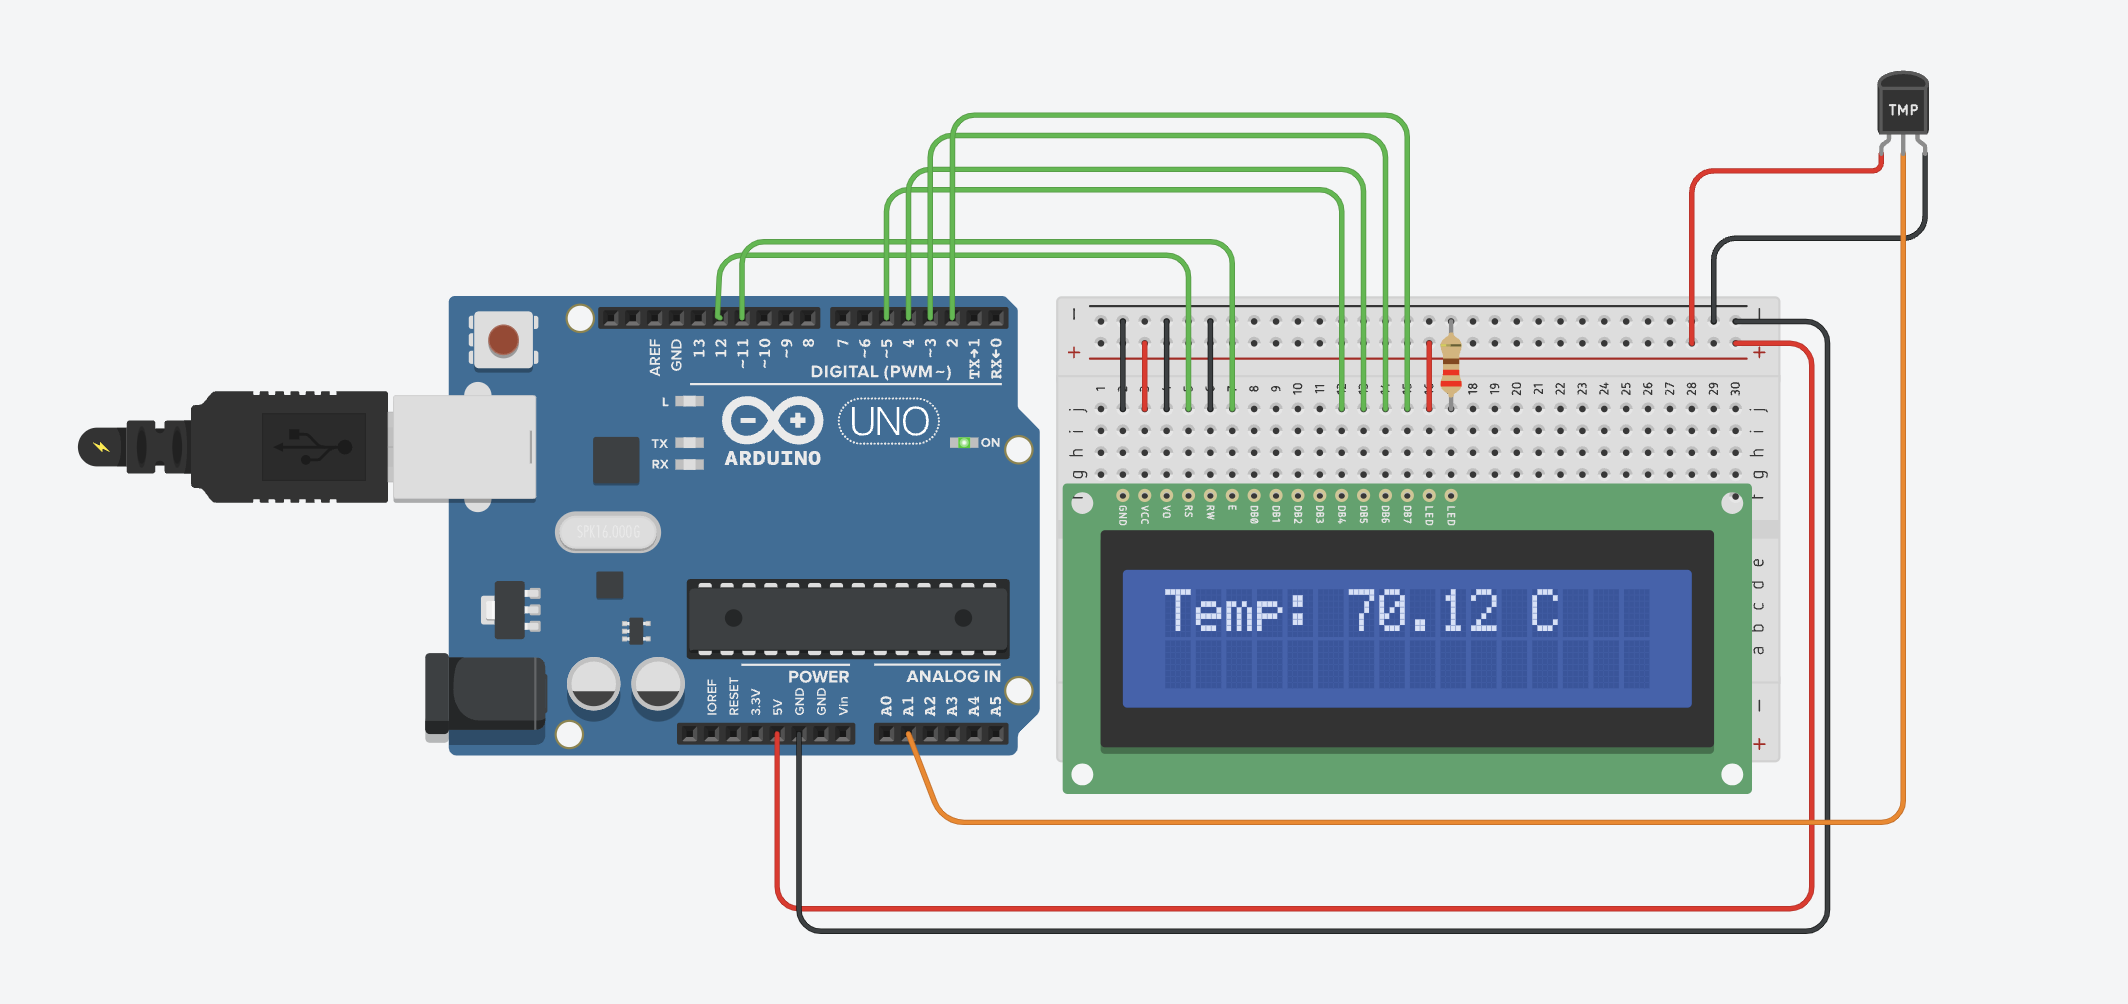 TMP
AREF
GND
13
12
~11
~10
~9
8
7
~6
~5
4
~3
2
TX→1
RX←0
DIGITAL (PWM~)
L
TX
RX
ARDUINO
UNO
ON
SPKT6.000G
POWER
ANALOG IN
IOREF
RESET
3.3V
5V
GND
GND
Vin
A0
A1
A2
A3
A4
A5
− −
+ +
1 8 9 10 11 18 19 20 21 22 23 24 25 26 27 28 29 30
j j
i i
h h
g g
f f
GND VCC V0 RS RW E DB0 DB1 DB2 DB3 DB4 DB5 DB6 DB7 LED LED
e
d
c
b
a
Temp: 70.12 C
−
+